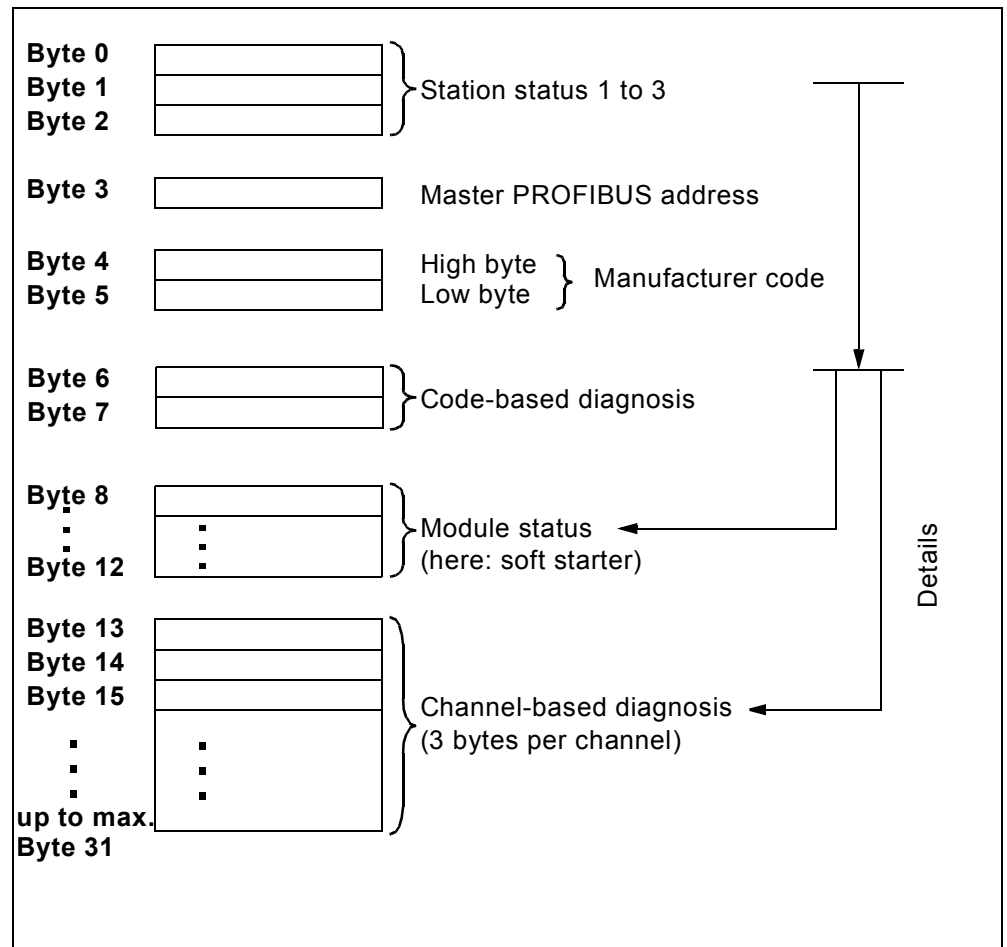 Byte 0
Byte 1
Byte 2
Station status 1 to 3
Byte 3
Master PROFIBUS address
Byte 4
Byte 5
High byte
Low byte
Manufacturer code
Byte 6
Byte 7
Code-based diagnosis
Byte 8
Byte 12
Module status
(here: soft starter)
Details
Byte 13
Byte 14
Byte 15
Channel-based diagnosis
(3 bytes per channel)
up to max.
Byte 31